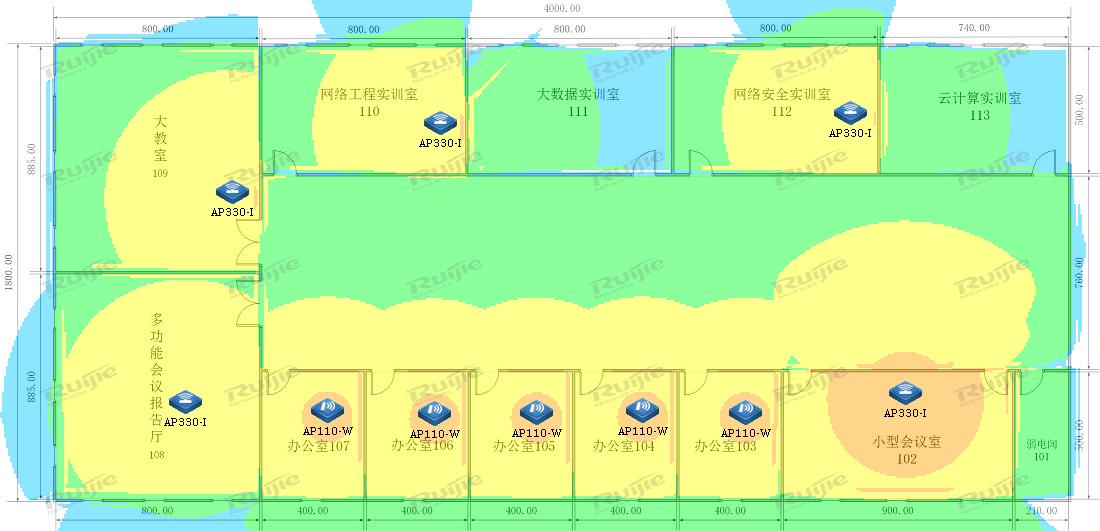 4000.00
800.00
800.00
800.00
800.00
740.00
885.00
885.00
1800.00
500.00
760.00
500.00
大教室
109
AP330-I
网络工程实训室
110
AP330-I
大数据实训室
111
网络安全实训室
112
AP330-I
云计算实训室
113
多功能会议报告厅
108
AP330-I
AP110-W
办公室107
AP110-W
办公室106
AP110-W
办公室105
AP110-W
办公室104
AP110-W
办公室103
AP330-I
小型会议室
102
弱电间
101
800.00
400.00
400.00
400.00
400.00
400.00
900.00
210.00
Ruijie
Networks